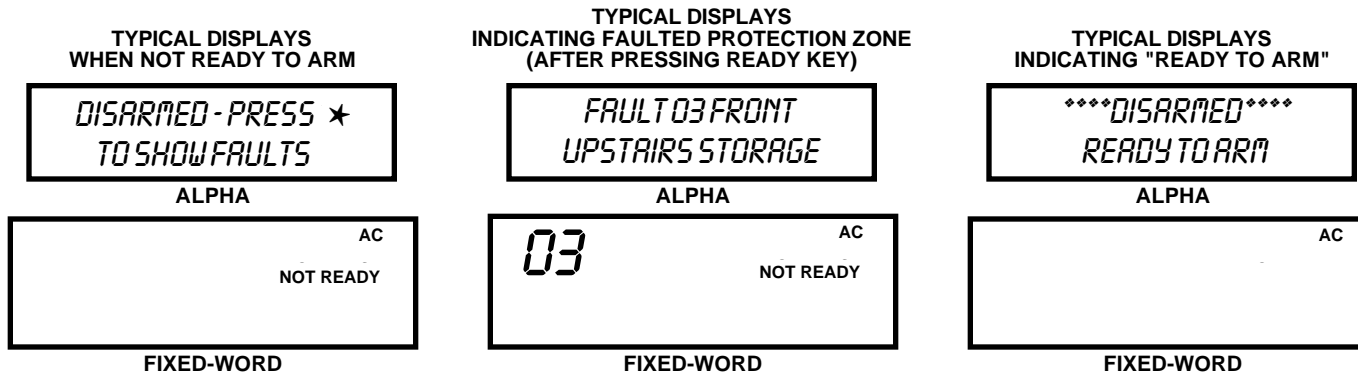 TYPICAL DISPLAYS
WHEN NOT READY TO ARM
DISARMED - PRESS ✶
TO SHOW FAULTS
ALPHA
AC
NOT READY
FIXED-WORD
TYPICAL DISPLAYS
INDICATING FAULTED PROTECTION ZONE
(AFTER PRESSING READY KEY)
FAULT 03 FRONT
UPSTAIRS STORAGE
ALPHA
03
AC
NOT READY
FIXED-WORD
TYPICAL DISPLAYS
INDICATING "READY TO ARM"
****DISARMED****
READY TO ARM
ALPHA
AC
FIXED-WORD